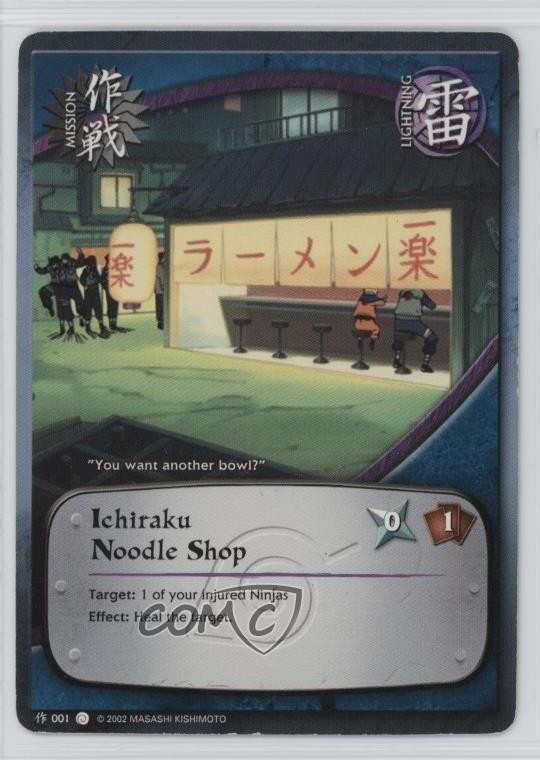 MISSION
作戦
LIGHTNING
雷
一楽
ラーメン 一楽
"You want another bowl?"
Ichiraku
Noodle Shop
0
1
Target: 1 of your injured Ninjas
Effect: Heal the target.
COMC
作 001 © 2002 MASASHI KISHIMOTO